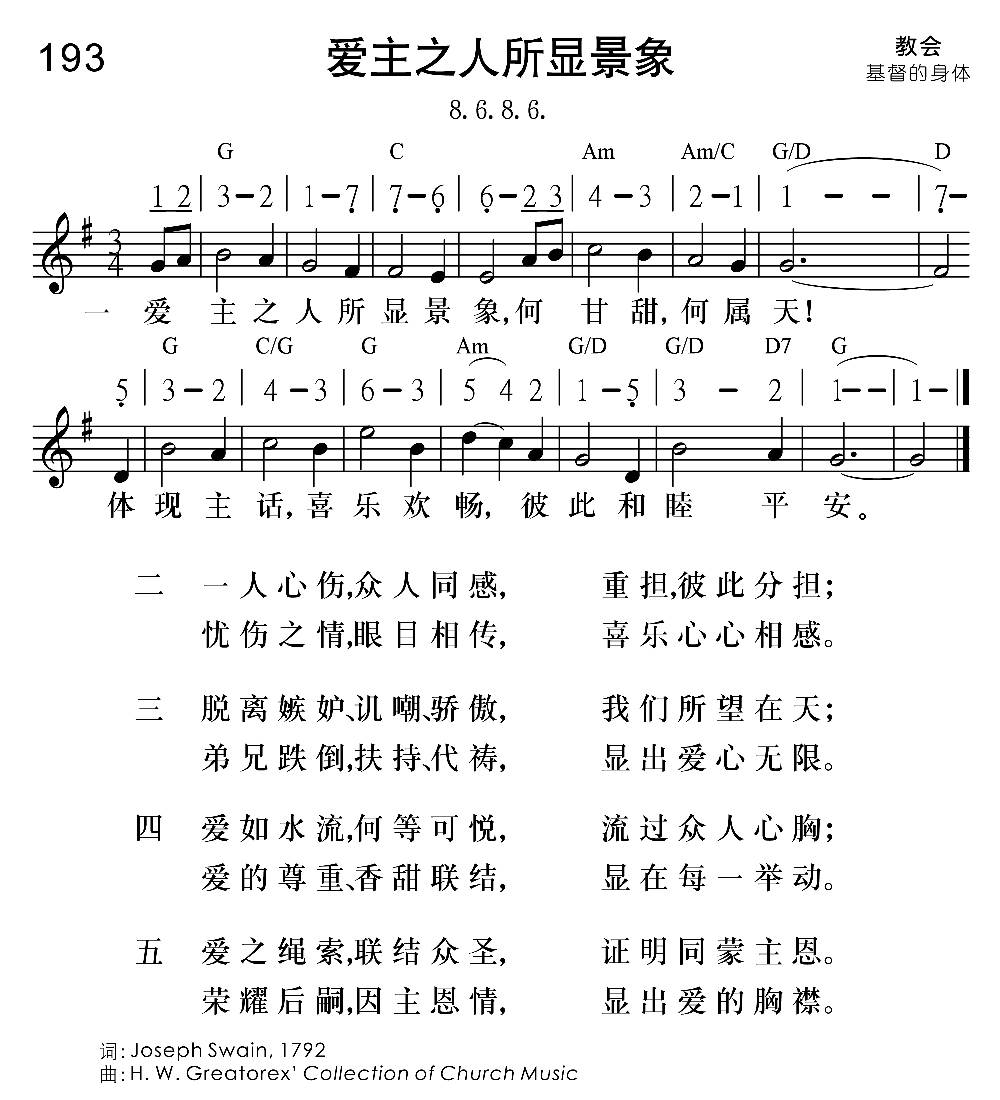 193
爱主之人所显景象
教会
基督的身体
8. 6. 8. 6.
G C Am Am/C G/D D
1 2 | 3 – 2 | 1 – 7 | 7 – 6 | 6 – 2 3 | 4 – 3 | 2 – 1 | 1 – – | 7 –
3 4
一 爱 主 之 人 所 显 景 象, 何 甘 甜, 何 属 天!
G C/G G Am G/D G/D D7 G
5 | 3 – 2 | 4 – 3 | 6 – 3 | 5 4 2 | 1 – 5 | 3 – 2 | 1 – – | 1 –
体 现 主 话, 喜 乐 欢 畅, 彼 此 和 睦 平 安。
二 一人心伤,众人同感, 重担,彼此分担;
忧伤之情,眼目相传, 喜乐心心相感。
三 脱离嫉妒、讥嘲、骄傲, 我们所望在天;
弟兄跌倒,扶持、代祷, 显出爱心无限。
四 爱如水流,何等可悦, 流过众人心胸;
爱的尊重、香甜联结, 显在每一举动。
五 爱之绳索,联结众圣, 证明同蒙主恩。
荣耀后嗣,因主恩情, 显出爱的胸襟。
词: Joseph Swain, 1792
曲: H. W. Greatorex' Collection of Church Music